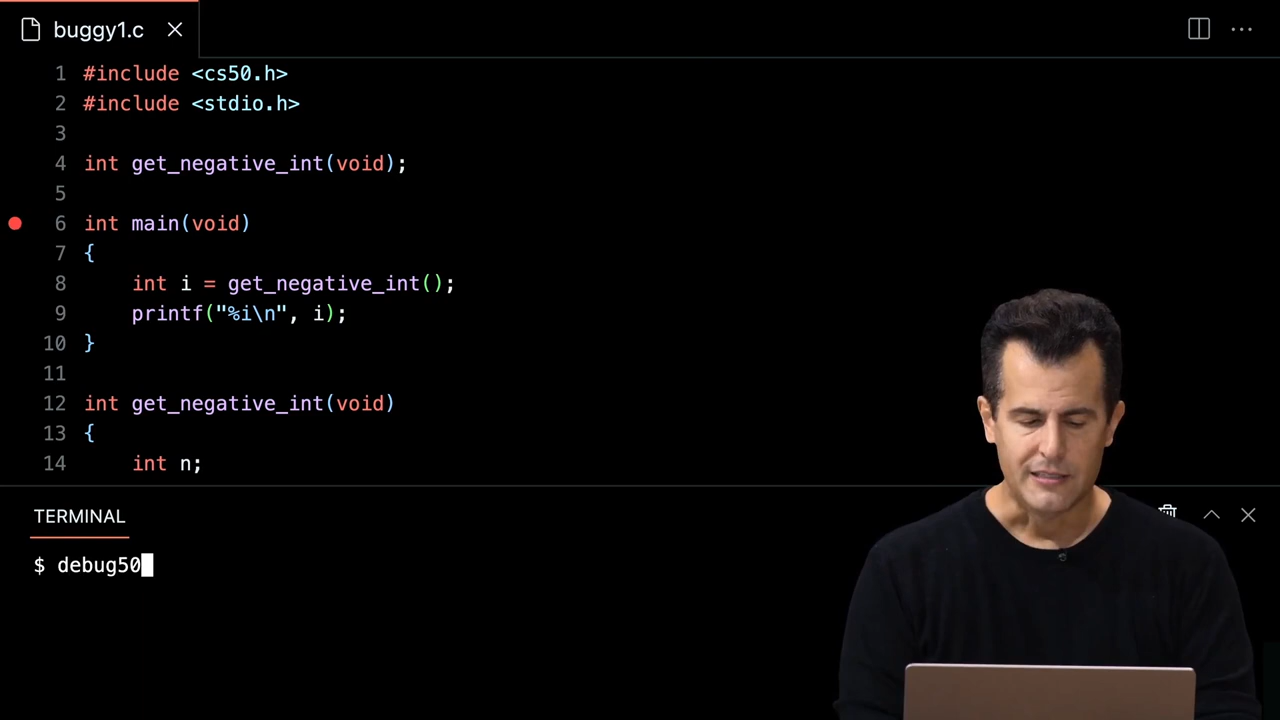 buggy1.c
1 #include <cs50.h>
2 #include <stdio.h>
3
4 int get_negative_int(void);
5
6 int main(void)
7 {
8     int i = get_negative_int();
9     printf("%i\n", i);
10 }
11
12 int get_negative_int(void)
13 {
14     int n;
TERMINAL
$ debug50